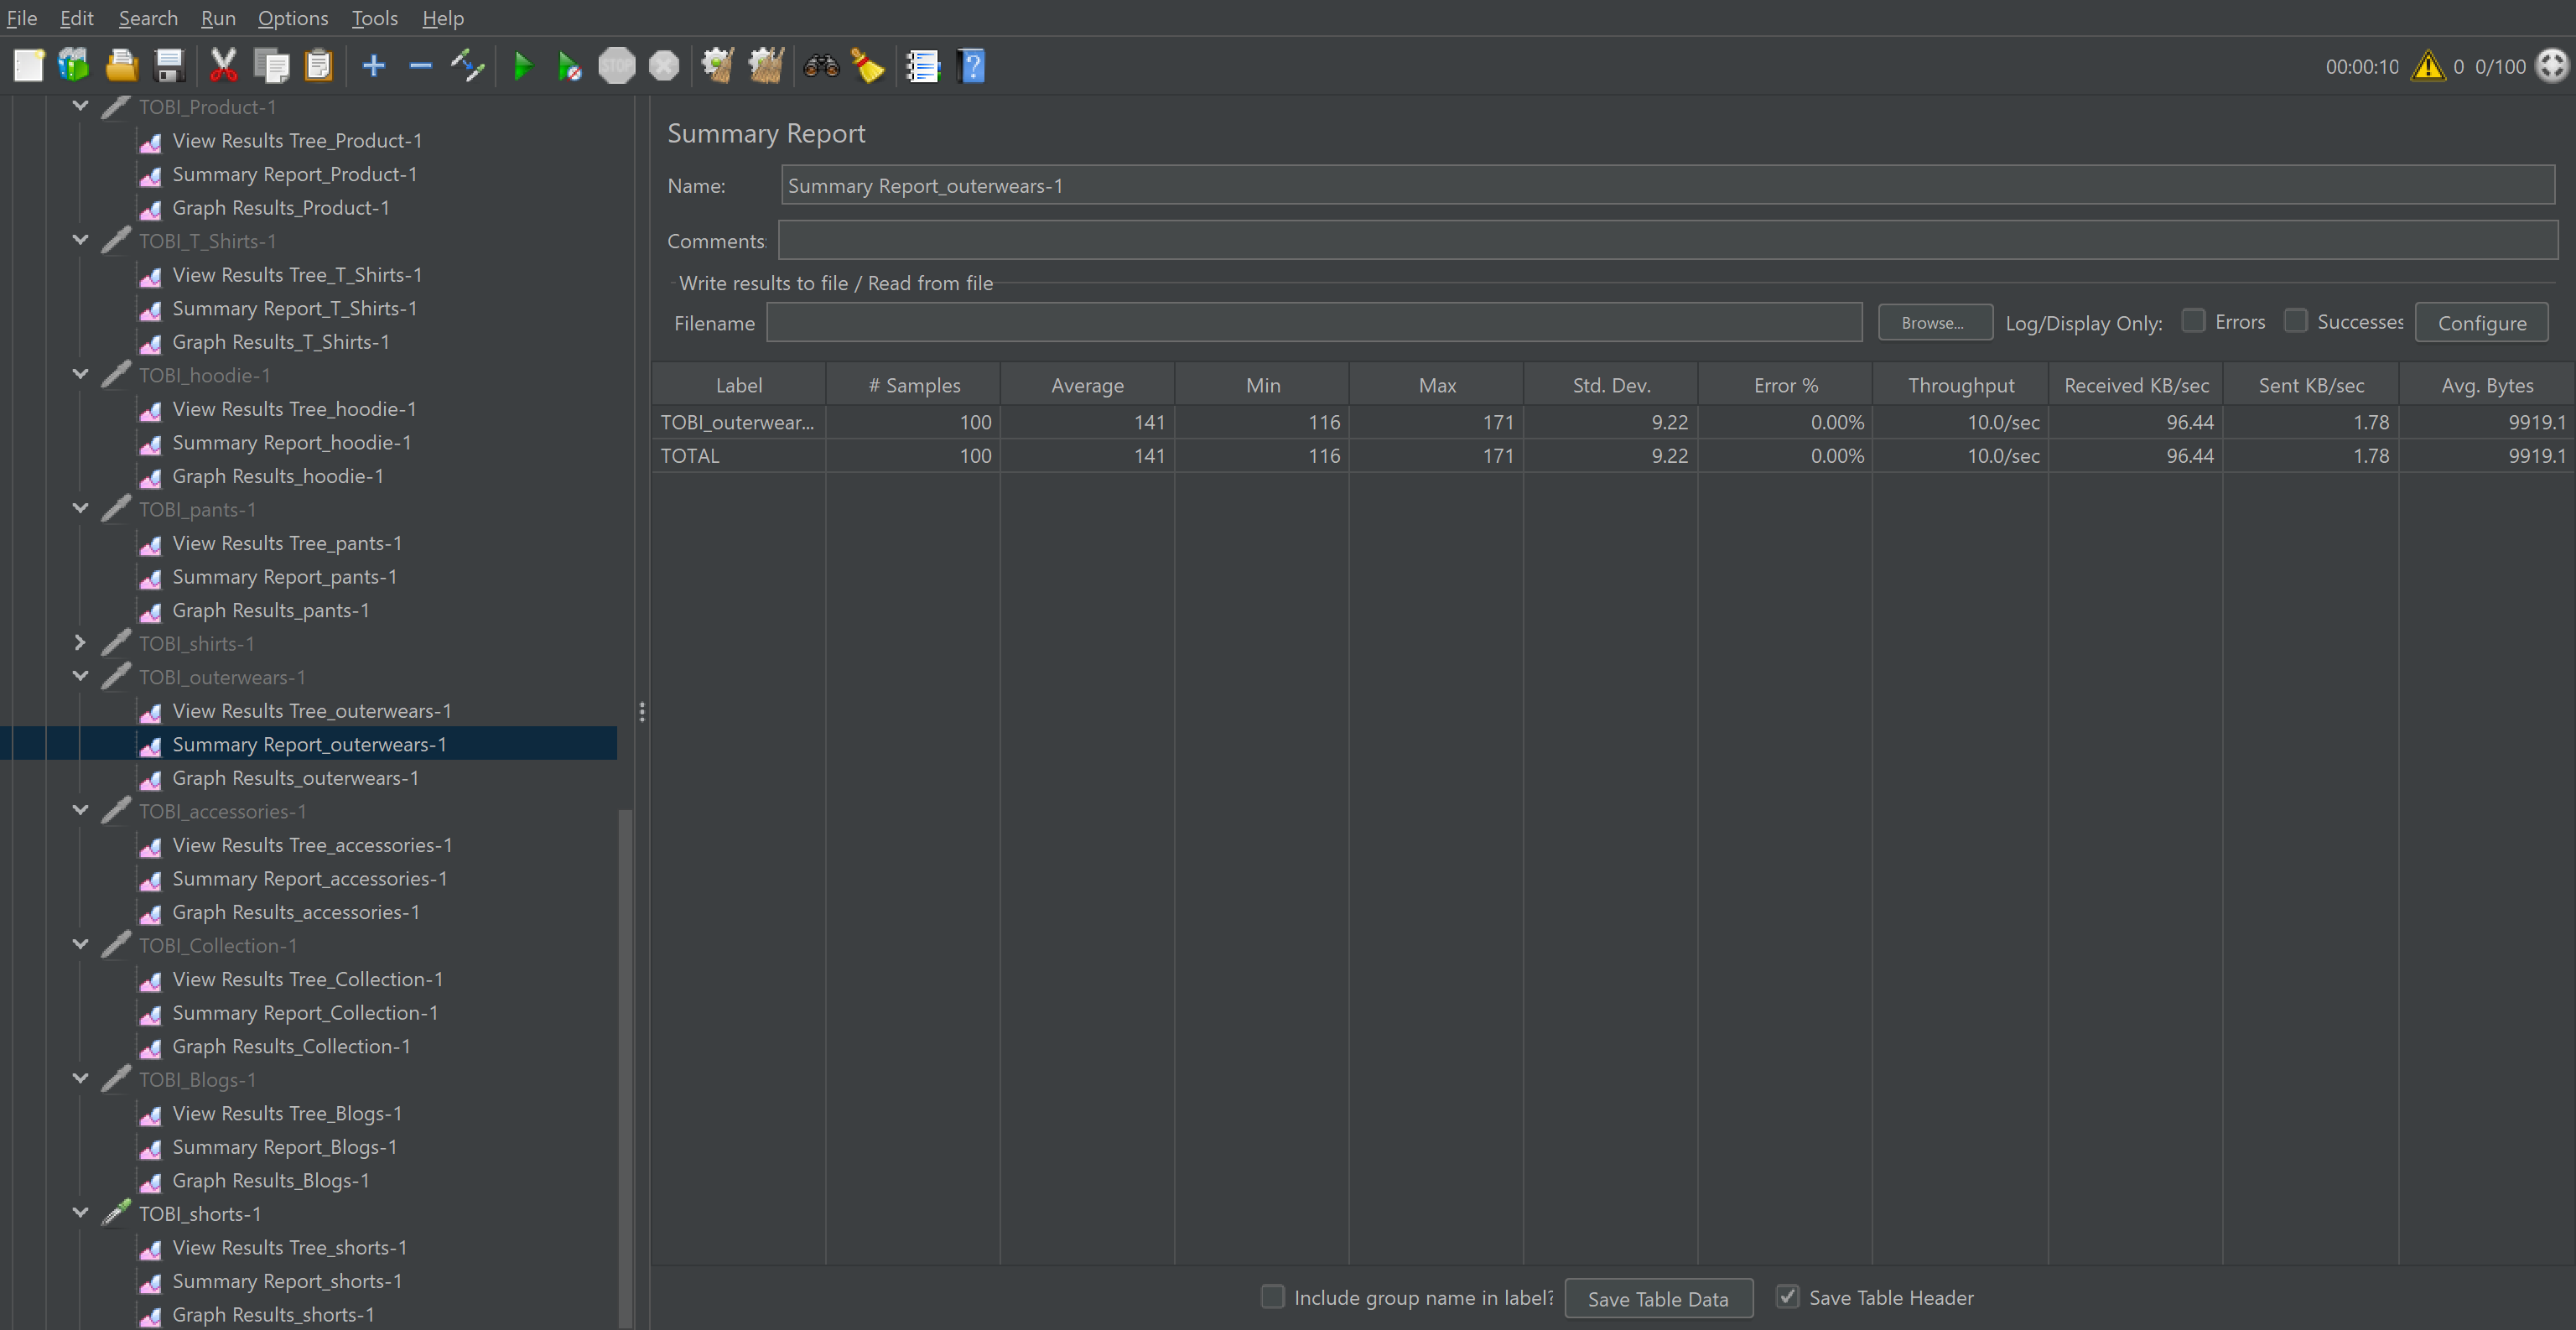 File Edit Search Run Options Tools Help
STOP
00:00:10 0 0/100
TOBI_Product-1
View Results Tree_Product-1
Summary Report_Product-1
Graph Results_Product-1
TOBI_T_Shirts-1
View Results Tree_T_Shirts-1
Summary Report_T_Shirts-1
Graph Results_T_Shirts-1
TOBI_hoodie-1
View Results Tree_hoodie-1
Summary Report_hoodie-1
Graph Results_hoodie-1
TOBI_pants-1
View Results Tree_pants-1
Summary Report_pants-1
Graph Results_pants-1
TOBI_shirts-1
TOBI_outerwears-1
View Results Tree_outerwears-1
Summary Report_outerwears-1
Graph Results_outerwears-1
TOBI_accessories-1
View Results Tree_accessories-1
Summary Report_accessories-1
Graph Results_accessories-1
TOBI_Collection-1
View Results Tree_Collection-1
Summary Report_Collection-1
Graph Results_Collection-1
TOBI_Blogs-1
View Results Tree_Blogs-1
Summary Report_Blogs-1
Graph Results_Blogs-1
TOBI_shorts-1
View Results Tree_shorts-1
Summary Report_shorts-1
Graph Results_shorts-1
Summary Report
Name: Summary Report_outerwears-1
Comments:
Write results to file / Read from file
Filename Browse... Log/Display Only: Errors Successes Configure
Label # Samples Average Min Max Std. Dev. Error % Throughput Received KB/sec Sent KB/sec Avg. Bytes
TOBI_outerwear... 100 141 116 171 9.22 0.00% 10.0/sec 96.44 1.78 9919.1
TOTAL 100 141 116 171 9.22 0.00% 10.0/sec 96.44 1.78 9919.1
Include group name in label? Save Table Data Save Table Header